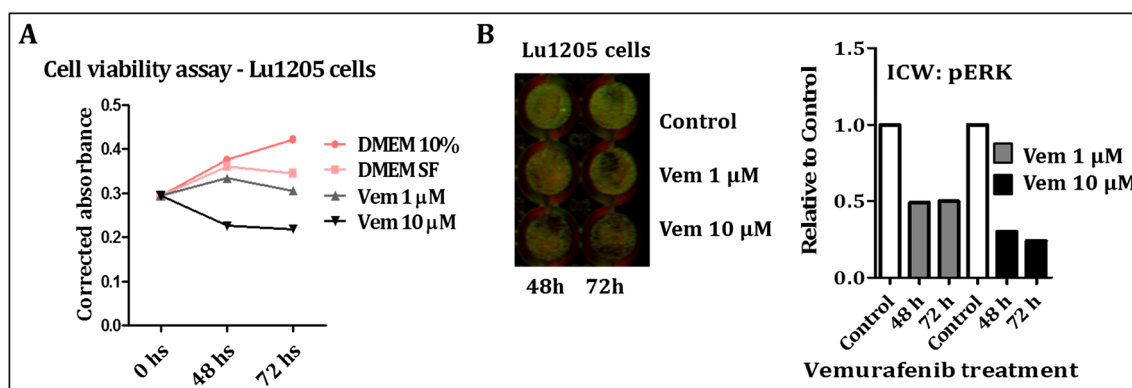 A
Cell viability assay - Lu1205 cells
Corrected absorbance
0.5
0.4
0.3
0.2
0.1
0.0
0 hs
48 hs
72 hs
DMEM 10%
DMEM SF
Vem 1 µM
Vem 10 µM
B
Lu1205 cells
Control
Vem 1 µM
Vem 10 µM
48h 72h
ICW: pERK
Relative to Control
1.5
1.0
0.5
0.0
Vem 1 µM
Vem 10 µM
Control
48 h
72 h
Control
48 h
72 h
Vemurafenib treatment